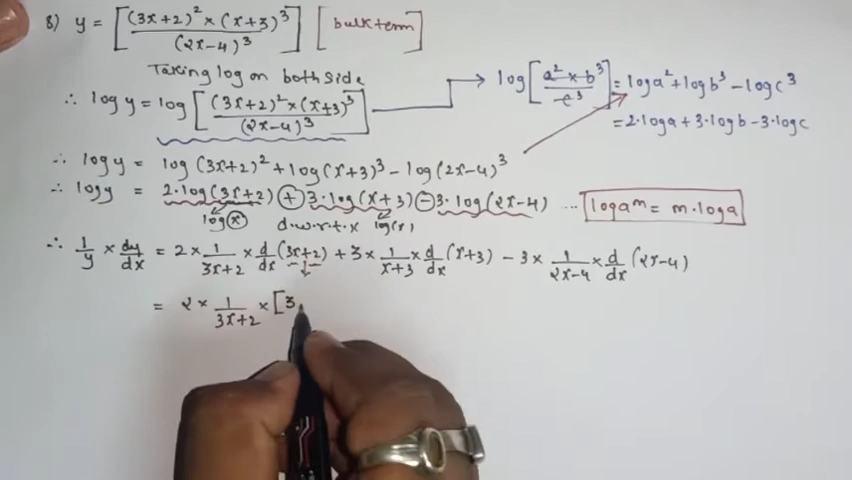 8) y = [(3x+2)² × (x+3)³ / (2x-4)³] [bulk term]
Taking log on both side
∴ log y = log [(3x+2)² × (x+3)³ / (2x-4)³] → log [a² × b³ / c³] = log a² + log b³ - log c³
= 2·log a + 3·log b - 3·log c
∴ log y = log (3x+2)² + log (x+3)³ - log (2x-4)³
∴ log y = 2·log (3x+2) + 3·log (x+3) - 3·log (2x-4) ... log aᵐ = m·log a
log(x) d.w.r.t.x log(x)
∴ 1/y × dy/dx = 2 × 1/(3x+2) × d/dx (3x+2) + 3 × 1/(x+3) × d/dx (x+3) - 3 × 1/(2x-4) × d/dx (2x-4)
= 2 × 1/(3x+2) × [3